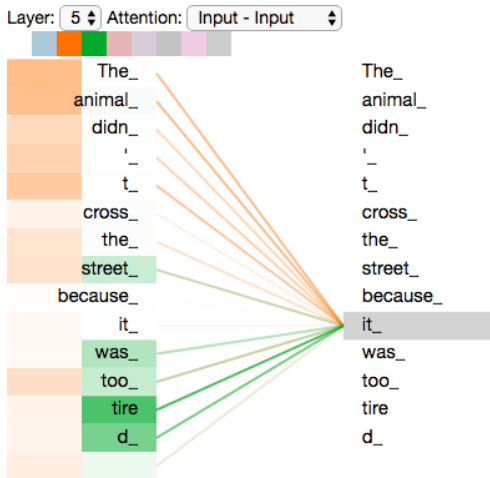 Layer: 5 Attention: Input - Input
The_ The_
animal_ animal_
didn_ didn_
'_ '_
t_ t_
cross_ cross_
the_ the_
street_ street_
because_ because_
it_ it_
was_ was_
too_ too_
tire tire
d_ d_